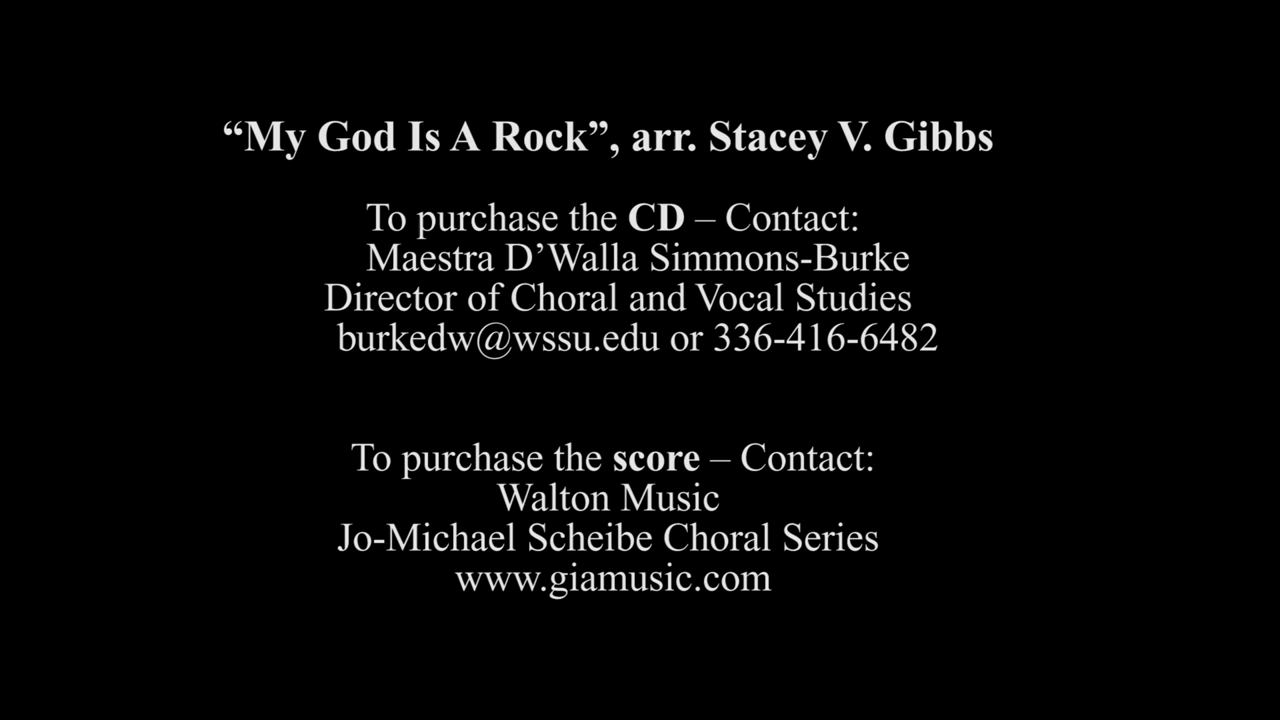 “My God Is A Rock”, arr. Stacey V. Gibbs
To purchase the CD – Contact:
Maestra D’Walla Simmons-Burke
Director of Choral and Vocal Studies
burkedw@wssu.edu or 336-416-6482
To purchase the score – Contact:
Walton Music
Jo-Michael Scheibe Choral Series
www.giamusic.com